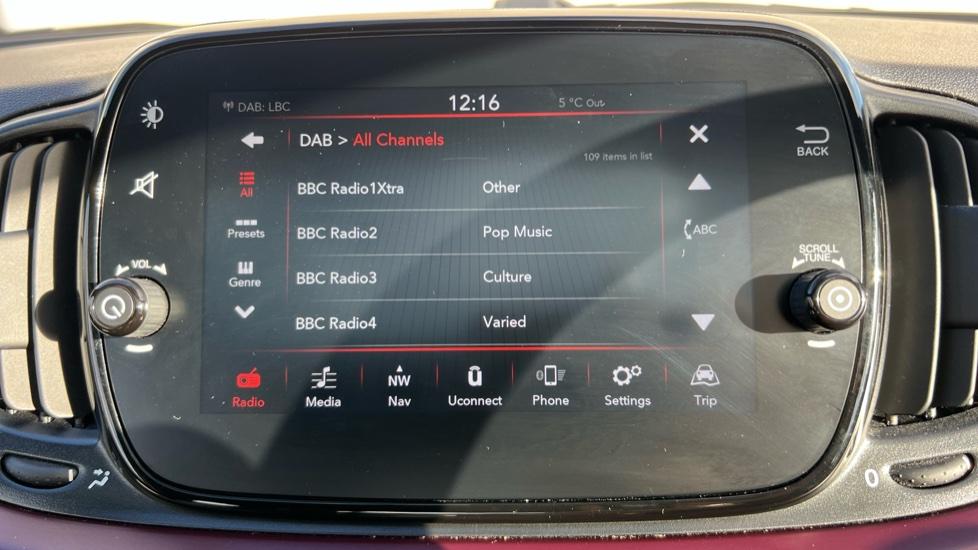 DAB: LBC 12:16 5 °C Out
DAB > All Channels
109 items in list
BACK
All
BBC Radio1Xtra Other
Presets
BBC Radio2 Pop Music
ABC
VOL
SCROLL
TUNE
Genre
BBC Radio3 Culture
BBC Radio4 Varied
NW
Radio Media Nav Uconnect Phone Settings Trip
0